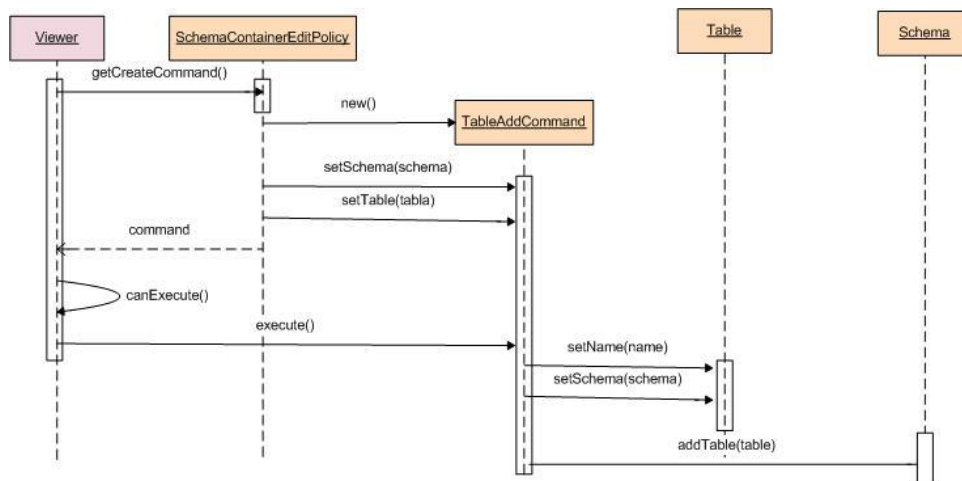 Viewer
SchemaContainerEditPolicy
Table
Schema
getCreateCommand()
new()
TableAddCommand
setSchema(schema)
setTable(tabla)
command
canExecute()
execute()
setName(name)
setSchema(schema)
addTable(table)